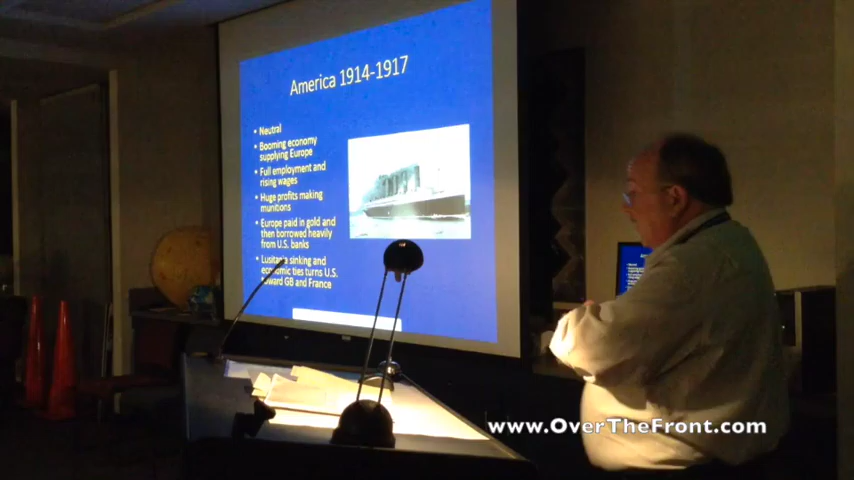 America 1914-1917
• Neutral
• Booming economy
supplying Europe
• Full employment and
rising wages
• Huge profits making
munitions
• Europe paid in gold and
then borrowed heavily
from U.S. banks
• Lusitania sinking and
economic ties turns U.S.
toward GB and France
www.OverTheFront.com